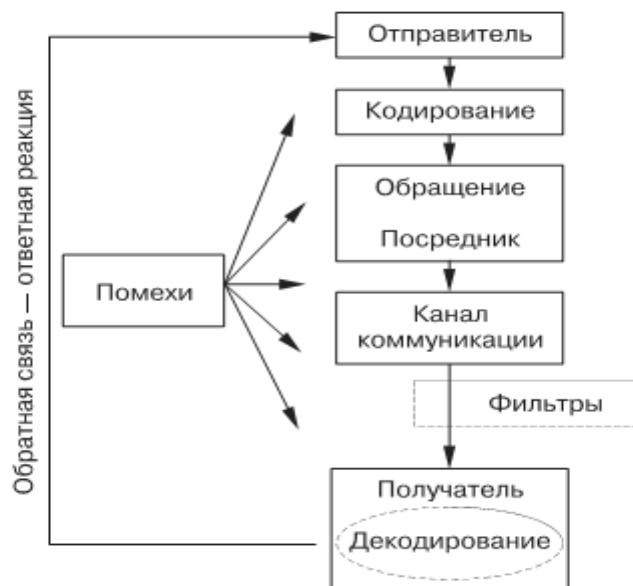 Отправитель
Кодирование
Обращение
Посредник
Помехи
Канал
коммуникации
Фильтры
Получатель
Декодирование
Обратная связь — ответная реакция